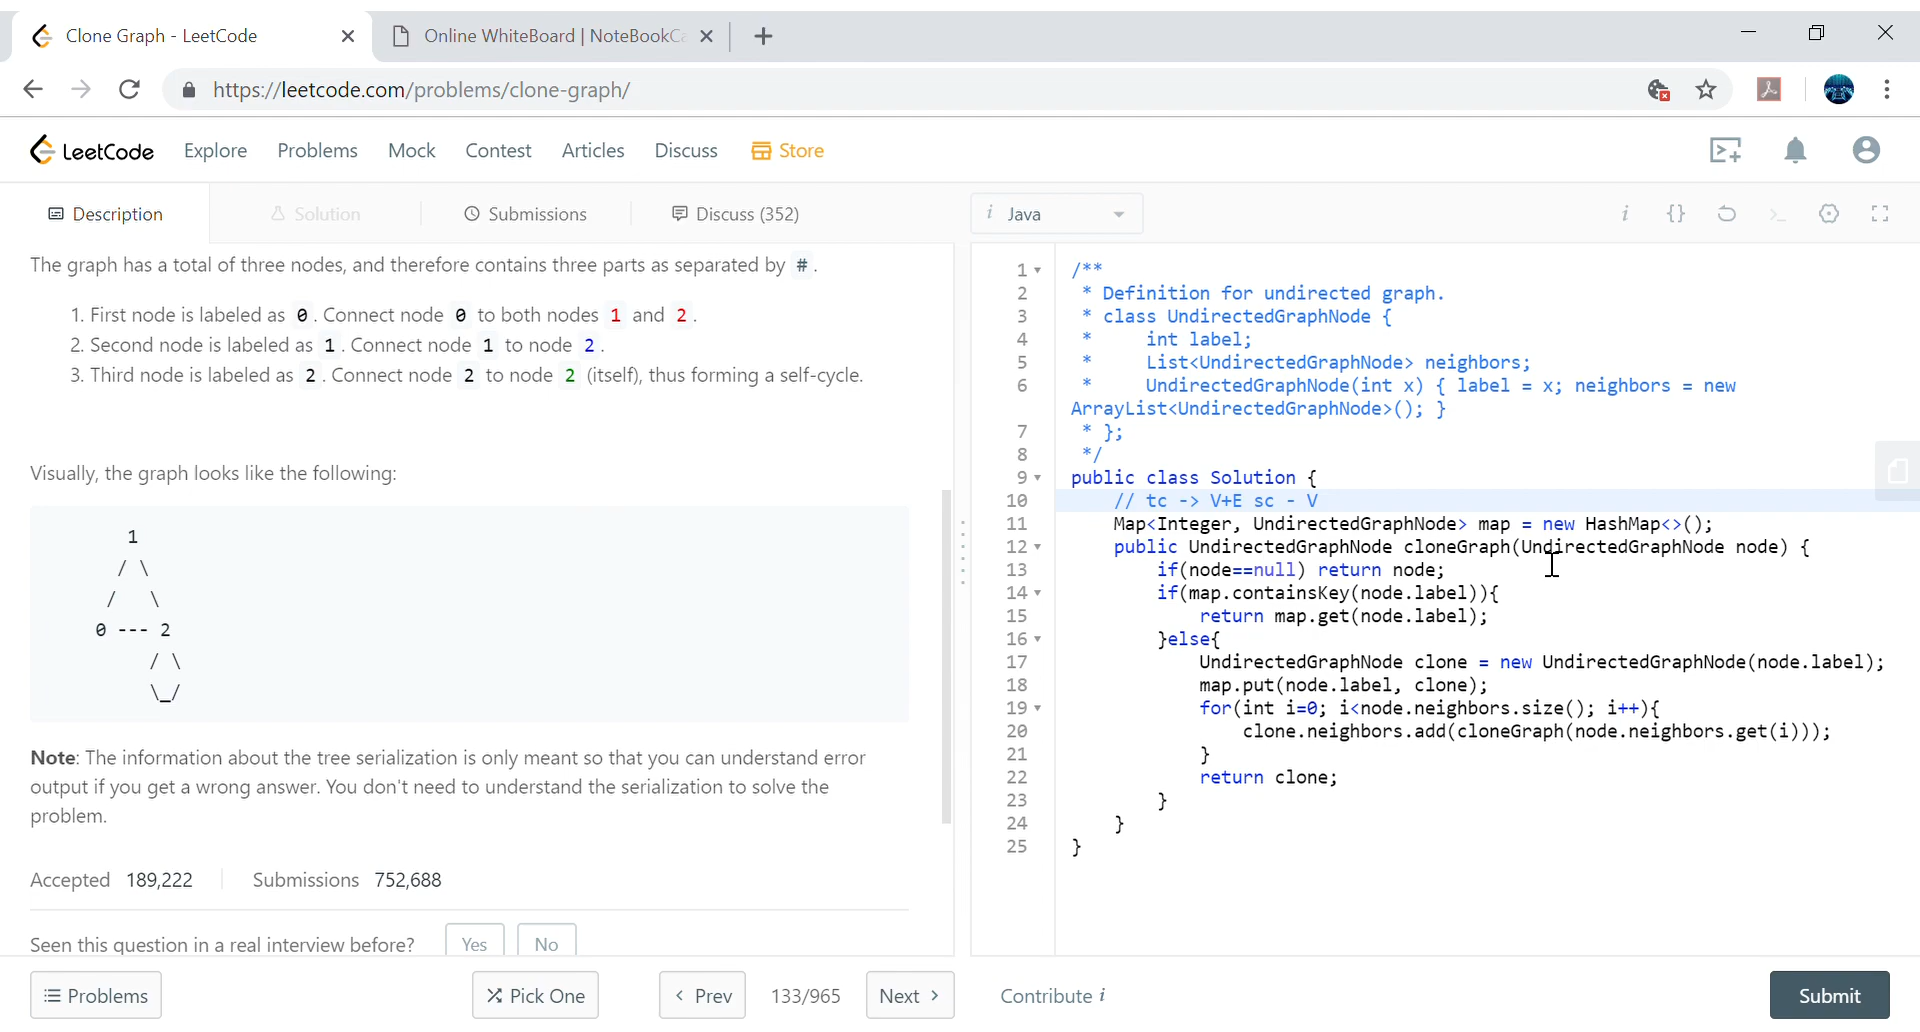 Clone Graph - LeetCode
Online WhiteBoard | NoteBookC
https://leetcode.com/problems/clone-graph/
LeetCode Explore Problems Mock Contest Articles Discuss Store
Description Solution Submissions Discuss (352)
i Java
i {}
The graph has a total of three nodes, and therefore contains three parts as separated by #.
1. First node is labeled as 0. Connect node 0 to both nodes 1 and 2.
2. Second node is labeled as 1. Connect node 1 to node 2.
3. Third node is labeled as 2. Connect node 2 to node 2 (itself), thus forming a self-cycle.
Visually, the graph looks like the following:
1
/ \
/ \
0 --- 2
/ \
\_/
Note: The information about the tree serialization is only meant so that you can understand error
output if you get a wrong answer. You don't need to understand the serialization to solve the
problem.
Accepted 189,222 Submissions 752,688
Seen this question in a real interview before? Yes No
1 /**
2 * Definition for undirected graph.
3 * class UndirectedGraphNode {
4 * int label;
5 * List<UndirectedGraphNode> neighbors;
6 * UndirectedGraphNode(int x) { label = x; neighbors = new
ArrayList<UndirectedGraphNode>(); }
7 * };
8 */
9 public class Solution {
10 // tc -> V+E sc - V
11 Map<Integer, UndirectedGraphNode> map = new HashMap<>();
12 public UndirectedGraphNode cloneGraph(UndirectedGraphNode node) {
13 if(node==null) return node;
14 if(map.containsKey(node.label)){
15 return map.get(node.label);
16 }else{
17 UndirectedGraphNode clone = new UndirectedGraphNode(node.label);
18 map.put(node.label, clone);
19 for(int i=0; i<node.neighbors.size(); i++){
20 clone.neighbors.add(cloneGraph(node.neighbors.get(i)));
21 }
22 return clone;
23 }
24 }
25 }
Problems Pick One < Prev 133/965 Next > Contribute i Submit